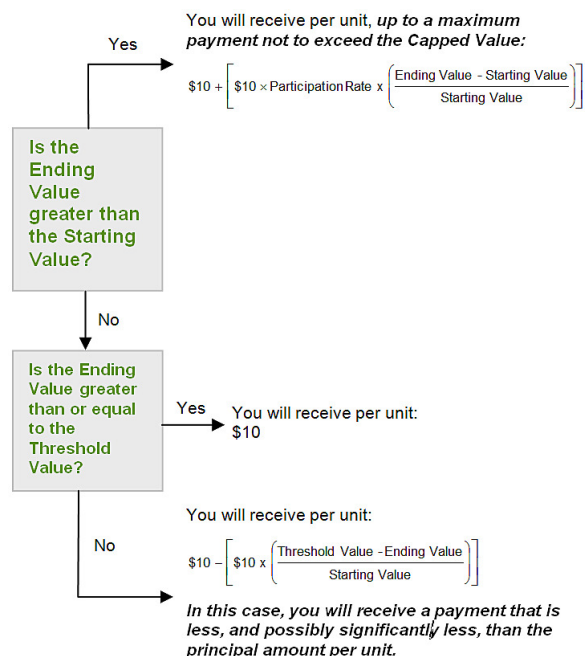 You will receive per unit, up to a maximum
Yes
payment not to exceed the Capped Value:
$10 + [ $10 × Participation Rate x ( Ending Value - Starting Value
Starting Value ) ]
Is the
Ending
Value
greater than
the Starting
Value?
No
Is the Ending
Value greater
than or equal
to the
Threshold
Value?
Yes
You will receive per unit:
$10
You will receive per unit:
No
$10 – [ $10 x ( Threshold Value - Ending Value
Starting Value ) ]
In this case, you will receive a payment that is
less, and possibly significantly less, than the
principal amount per unit.